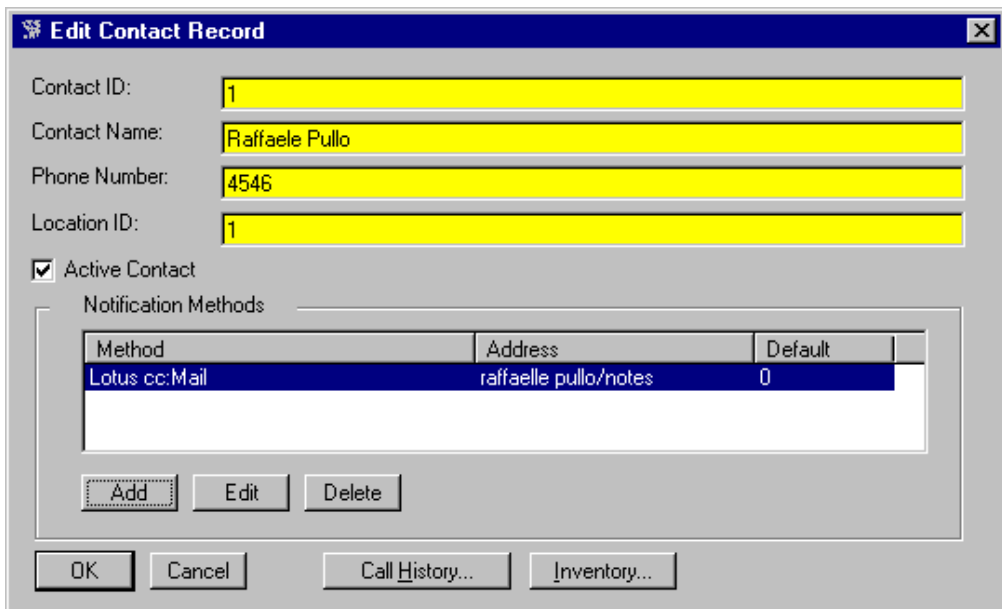 Edit Contact Record
Contact ID: 1
Contact Name: Raffaele Pullo
Phone Number: 4546
Location ID: 1
Active Contact
Notification Methods
Method Address Default
Lotus cc:Mail raffaelle pullo/notes 0
Add Edit Delete
OK Cancel Call History... Inventory...